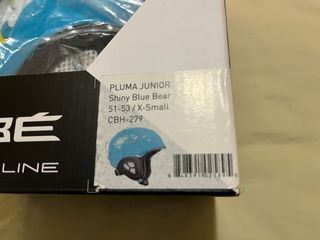 PLUMA JUNIOR
Shiny Blue Bear
51-53 / X-Small
CBH-279
BÉ
LINE